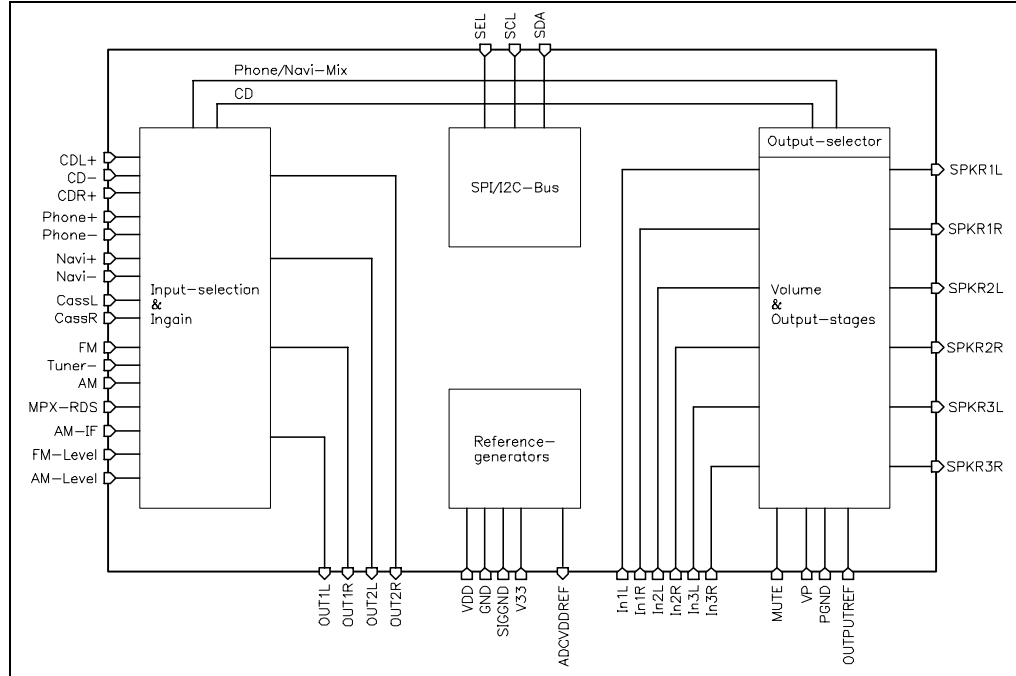 SEL
SCL
SDA
Phone/Navi-Mix
CD
CDL+
CD-
CDR+
Phone+
Phone-
Navi+
Navi-
CassL
CassR
FM
Tuner-
AM
MPX-RDS
AM-IF
FM-Level
AM-Level
Input-selection
&
Ingain
SPI/I2C-Bus
Reference-
generators
Output-selector
Volume
&
Output-stages
SPKR1L
SPKR1R
SPKR2L
SPKR2R
SPKR3L
SPKR3R
OUT1L
OUT1R
OUT2L
OUT2R
VDD
GND
SIGGND
V33
ADCVDDREF
In1L
In1R
In2L
In2R
In3L
In3R
MUTE
VP
PGND
OUTPUTREF